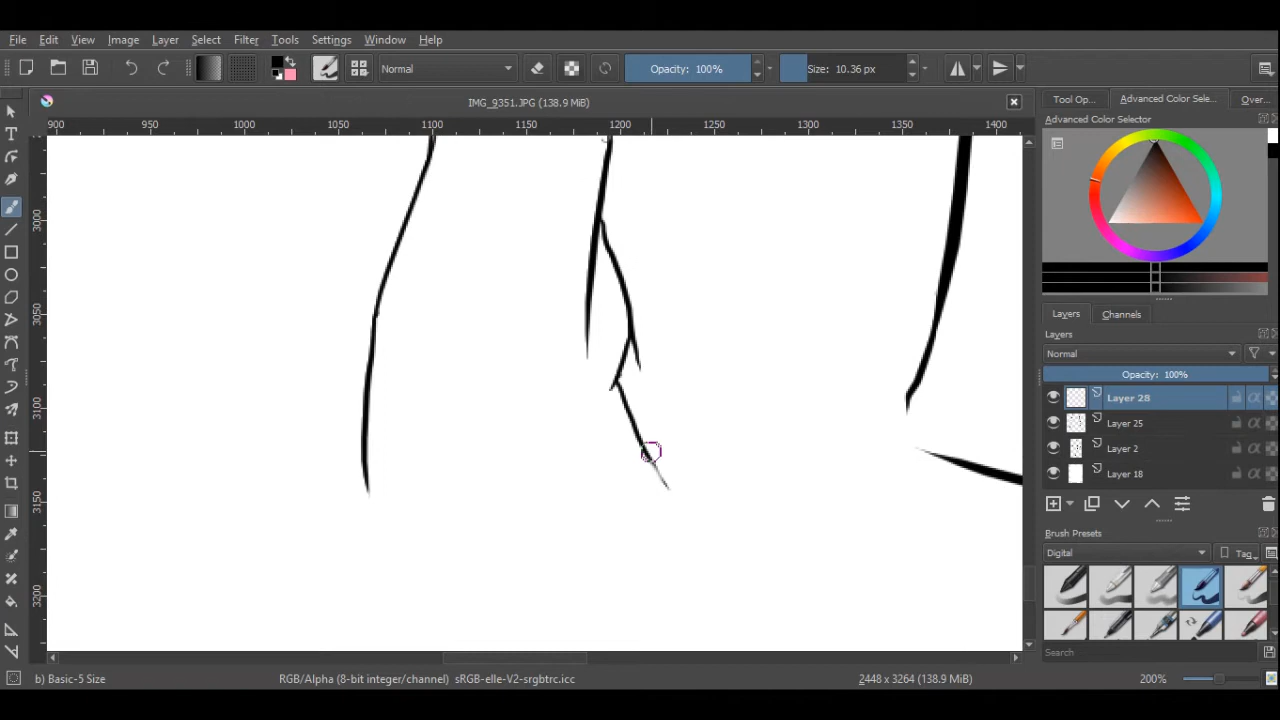 File Edit View Image Layer Select Filter Tools Settings Window Help
Normal Opacity: 100% Size: 10.36 px
IMG_9351.JPG (138.9 MiB)
900 950 1000 1050 1100 1150 1200 1250 1300 1350 1400
3000
3050
3100
3150
3200
Tool Op... Advanced Color Sele... Over...
Advanced Color Selector
Layers Channels
Layers
Normal
Opacity: 100%
Layer 28
Layer 25
Layer 2
Layer 18
Brush Presets
Digital Tag
Search
b) Basic-5 Size RGB/Alpha (8-bit integer/channel) sRGB-elle-V2-srgbtrc.icc 2448 x 3264 (138.9 MiB) 200%